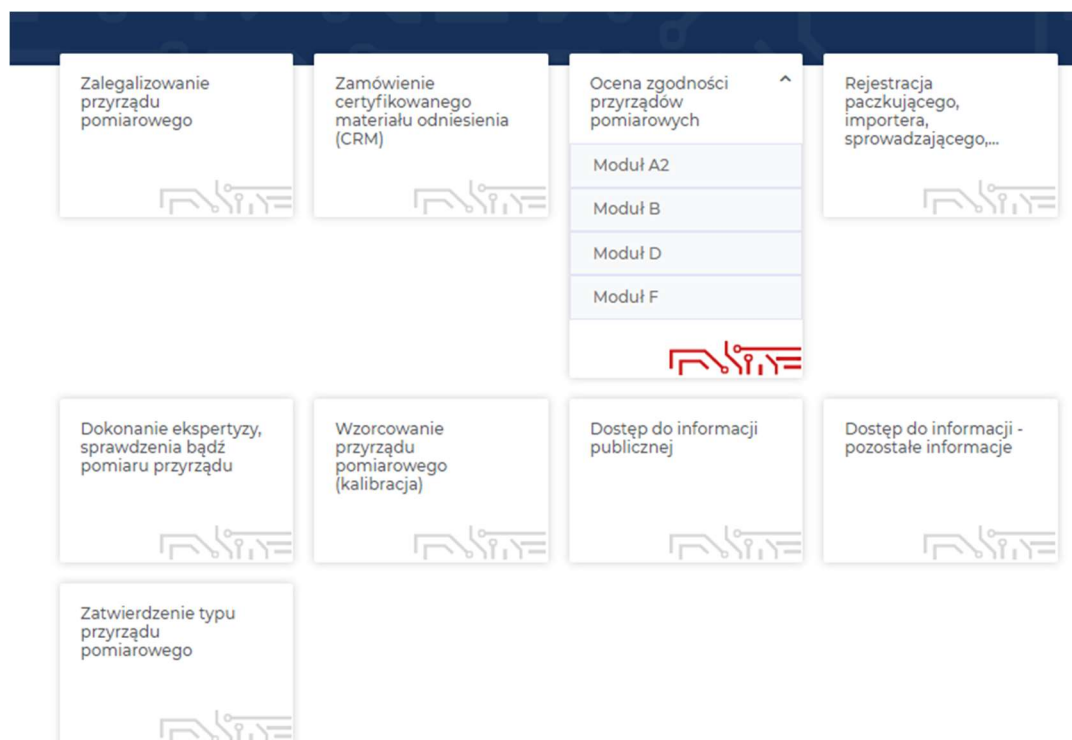 Zalegalizowanie
przyrządu
pomiarowego
Zamówienie
certyfikowanego
materiału odniesienia
(CRM)
Ocena zgodności
przyrządów
pomiarowych
Moduł A2
Moduł B
Moduł D
Moduł F
Rejestracja
paczkującego,
importera,
sprowadzającego,...
Dokonanie ekspertyzy,
sprawdzenia bądź
pomiaru przyrządu
Wzorcowanie
przyrządu
pomiarowego
(kalibracja)
Dostęp do informacji
publicznej
Dostęp do informacji -
pozostałe informacje
Zatwierdzenie typu
przyrządu
pomiarowego